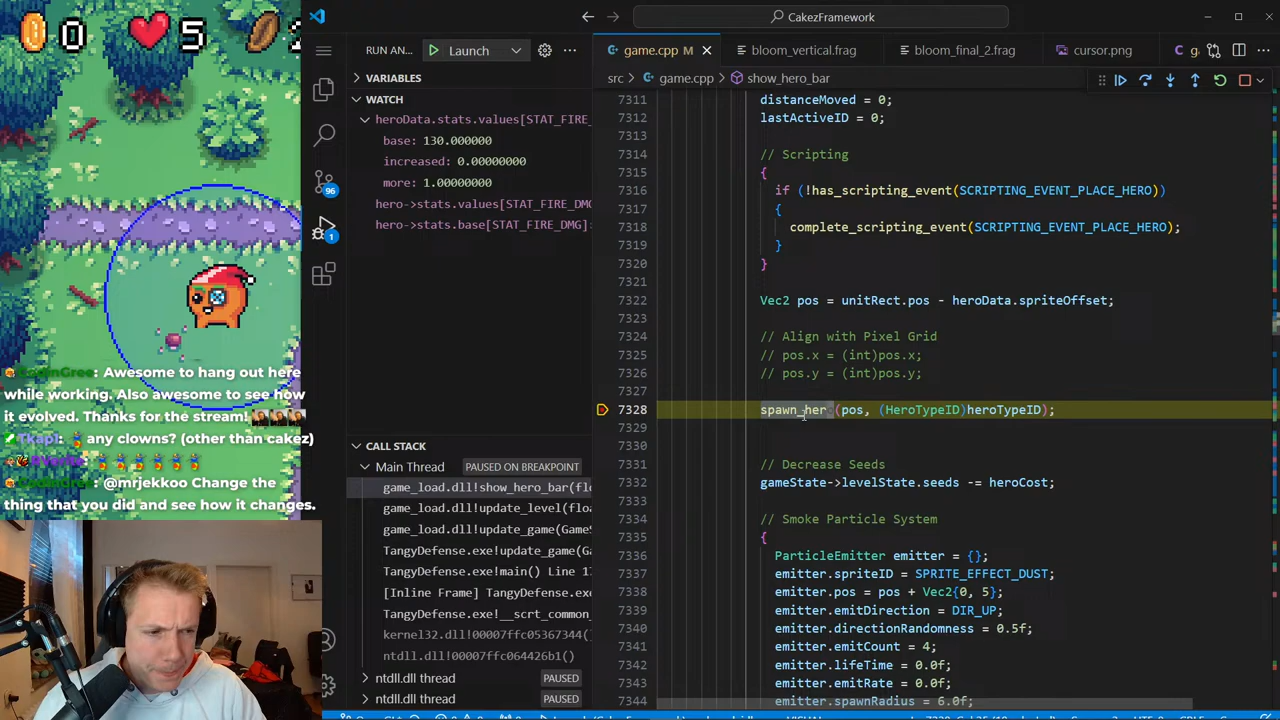 0 5
CadinGree: Awesome to hang out here
while working. Also awesome to see how
it evolved. Thanks for the stream!
Tkap1: any clowns? (other than cakez)
CadinGree: @mrjekkoo Change the
thing that you did and see how it changes.
CakezFramework
RUN AN... Launch
VARIABLES
WATCH
heroData.stats.values[STAT_FIRE_
base: 130.000000
increased: 0.00000000
more: 1.00000000
hero->stats.values[STAT_FIRE_DMG
hero->stats.base[STAT_FIRE_DMG]:
96
1
CALL STACK
Main Thread PAUSED ON BREAKPOINT
game_load.dll!show_hero_bar(flo
game_load.dll!update_level(floa
game_load.dll!update_game(GameS
TangyDefense.exe!update_game(Ga
TangyDefense.exe!main() Line 1
[Inline Frame] TangyDefense.exe
TangyDefense.exe!__scrt_common_
kernel32.dll!00007ffc05367344()
ntdll.dll!00007ffc064426b1()
ntdll.dll thread PAUSED
ntdll.dll thread PAUSED
game.cpp M bloom_vertical.frag bloom_final_2.frag cursor.png g
src > game.cpp > show_hero_bar
7311 distanceMoved = 0;
7312 lastActiveID = 0;
7313
7314 // Scripting
7315 {
7316 if (!has_scripting_event(SCRIPTING_EVENT_PLACE_HERO))
7317 {
7318 complete_scripting_event(SCRIPTING_EVENT_PLACE_HERO);
7319 }
7320 }
7321
7322 Vec2 pos = unitRect.pos - heroData.spriteOffset;
7323
7324 // Align with Pixel Grid
7325 // pos.x = (int)pos.x;
7326 // pos.y = (int)pos.y;
7327
7328 spawn_hero(pos, (HeroTypeID)heroTypeID);
7329
7330
7331 // Decrease Seeds
7332 gameState->levelState.seeds -= heroCost;
7333
7334 // Smoke Particle System
7335 {
7336 ParticleEmitter emitter = {};
7337 emitter.spriteID = SPRITE_EFFECT_DUST;
7338 emitter.pos = pos + Vec2{0, 5};
7339 emitter.emitDirection = DIR_UP;
7340 emitter.directionRandomness = 0.5f;
7341 emitter.emitCount = 4;
7342 emitter.lifeTime = 0.0f;
7343 emitter.emitRate = 0.0f;
7344 emitter.spawnRadius = 6.0f;